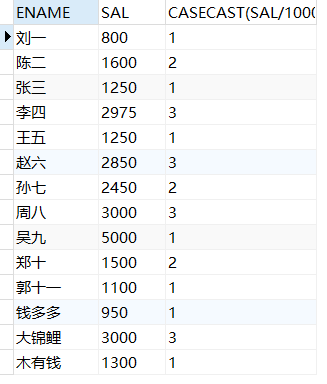 ENAME SAL CASECAST(SAL/1000
刘一 800 1
陈二 1600 2
张三 1250 1
李四 2975 3
王五 1250 1
赵六 2850 3
孙七 2450 2
周八 3000 3
吴九 5000 1
郑十 1500 2
郭十一 1100 1
钱多多 950 1
大锦鲤 3000 3
木有钱 1300 1